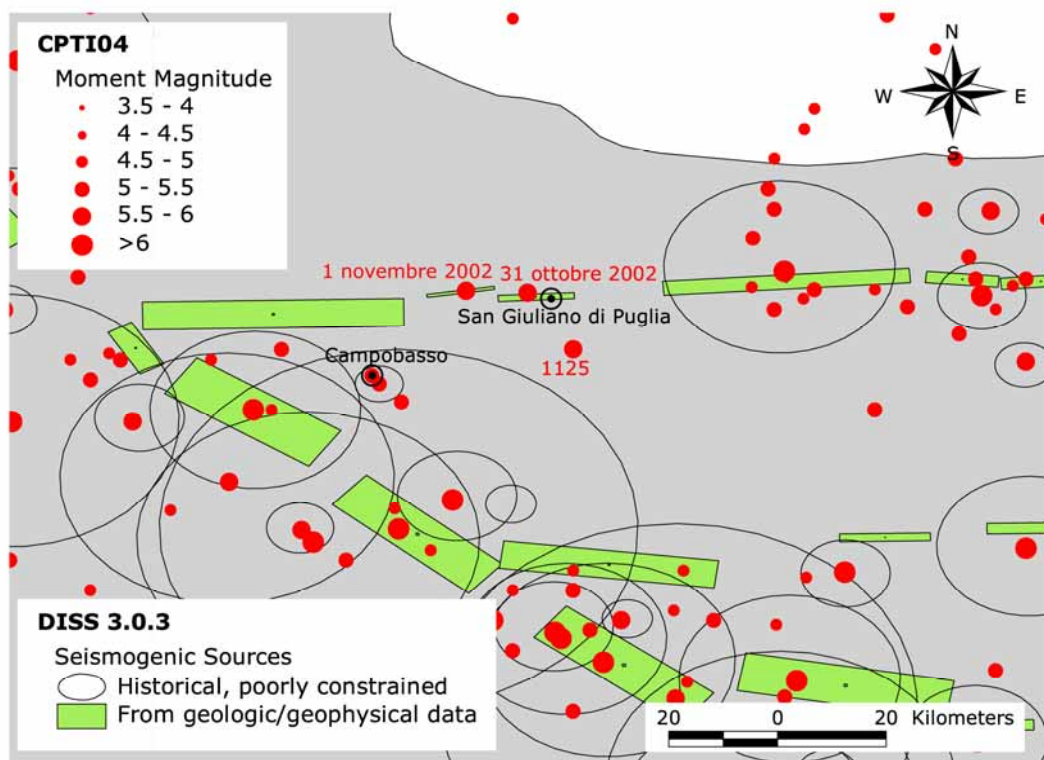 CPTI04
Moment Magnitude
3.5 - 4
4 - 4.5
4.5 - 5
5 - 5.5
5.5 - 6
>6
N
W E
S
1 novembre 2002 31 ottobre 2002
San Giuliano di Puglia
Campobasso
1125
DISS 3.0.3
Seismogenic Sources
Historical, poorly constrained
From geologic/geophysical data
20 0 20 Kilometers